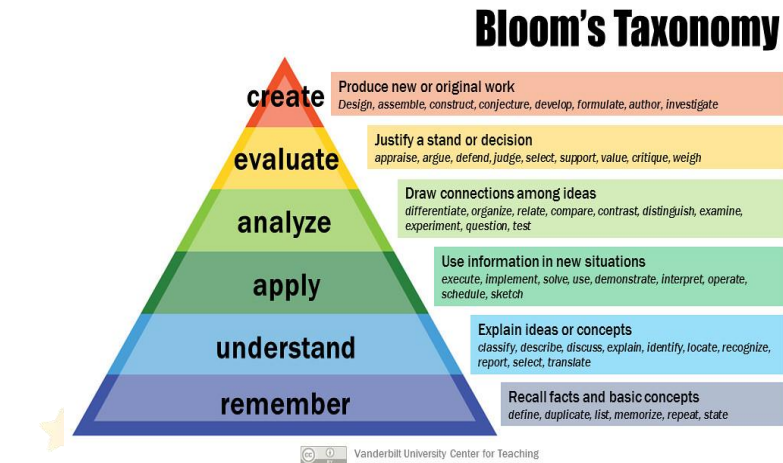 Bloom's Taxonomy
create
Produce new or original work
Design, assemble, construct, conjecture, develop, formulate, author, investigate
evaluate
Justify a stand or decision
appraise, argue, defend, judge, select, support, value, critique, weigh
analyze
Draw connections among ideas
differentiate, organize, relate, compare, contrast, distinguish, examine,
experiment, question, test
apply
Use information in new situations
execute, implement, solve, use, demonstrate, interpret, operate,
schedule, sketch
understand
Explain ideas or concepts
classify, describe, discuss, explain, identify, locate, recognize,
report, select, translate
remember
Recall facts and basic concepts
define, duplicate, list, memorize, repeat, state
cc
Vanderbilt University Center for Teaching